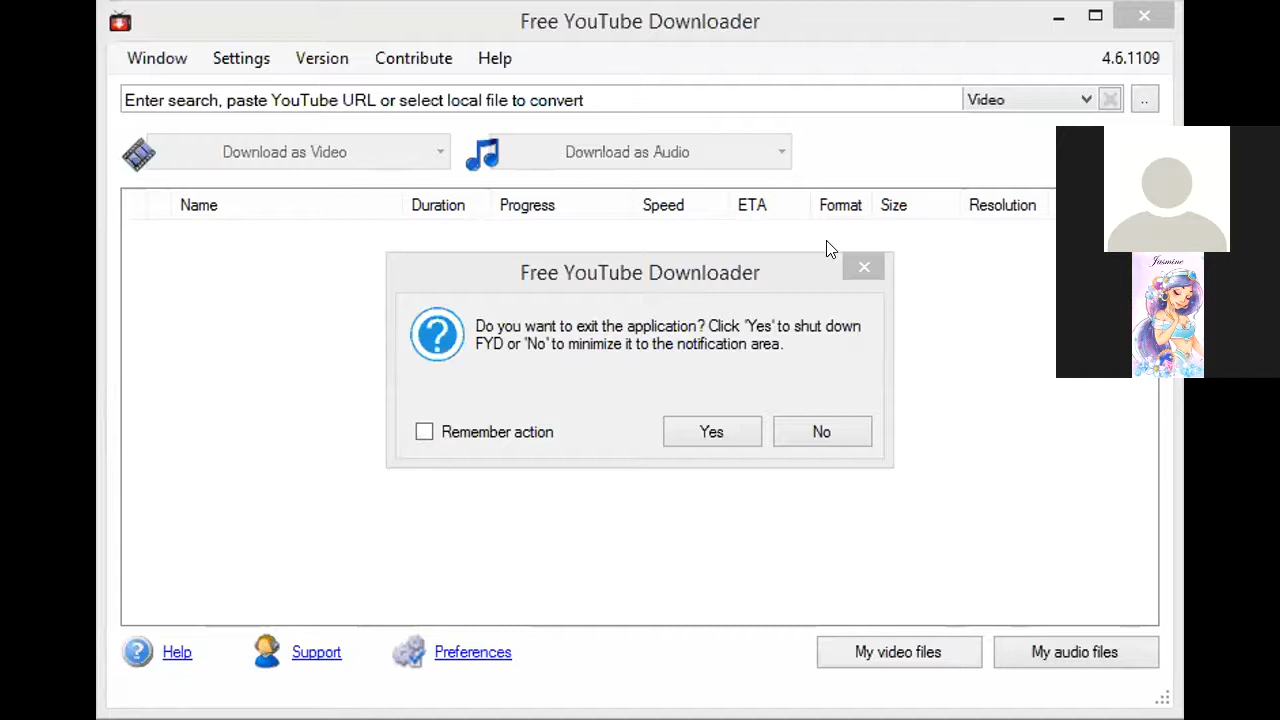 Free YouTube Downloader
Window Settings Version Contribute Help 4.6.1109
Enter search, paste YouTube URL or select local file to convert Video ..
Download as Video Download as Audio
Name Duration Progress Speed ETA Format Size Resolution
Jasmine
Free YouTube Downloader
Do you want to exit the application? Click 'Yes' to shut down
FYD or 'No' to minimize it to the notification area.
Remember action Yes No
Help Support Preferences My video files My audio files